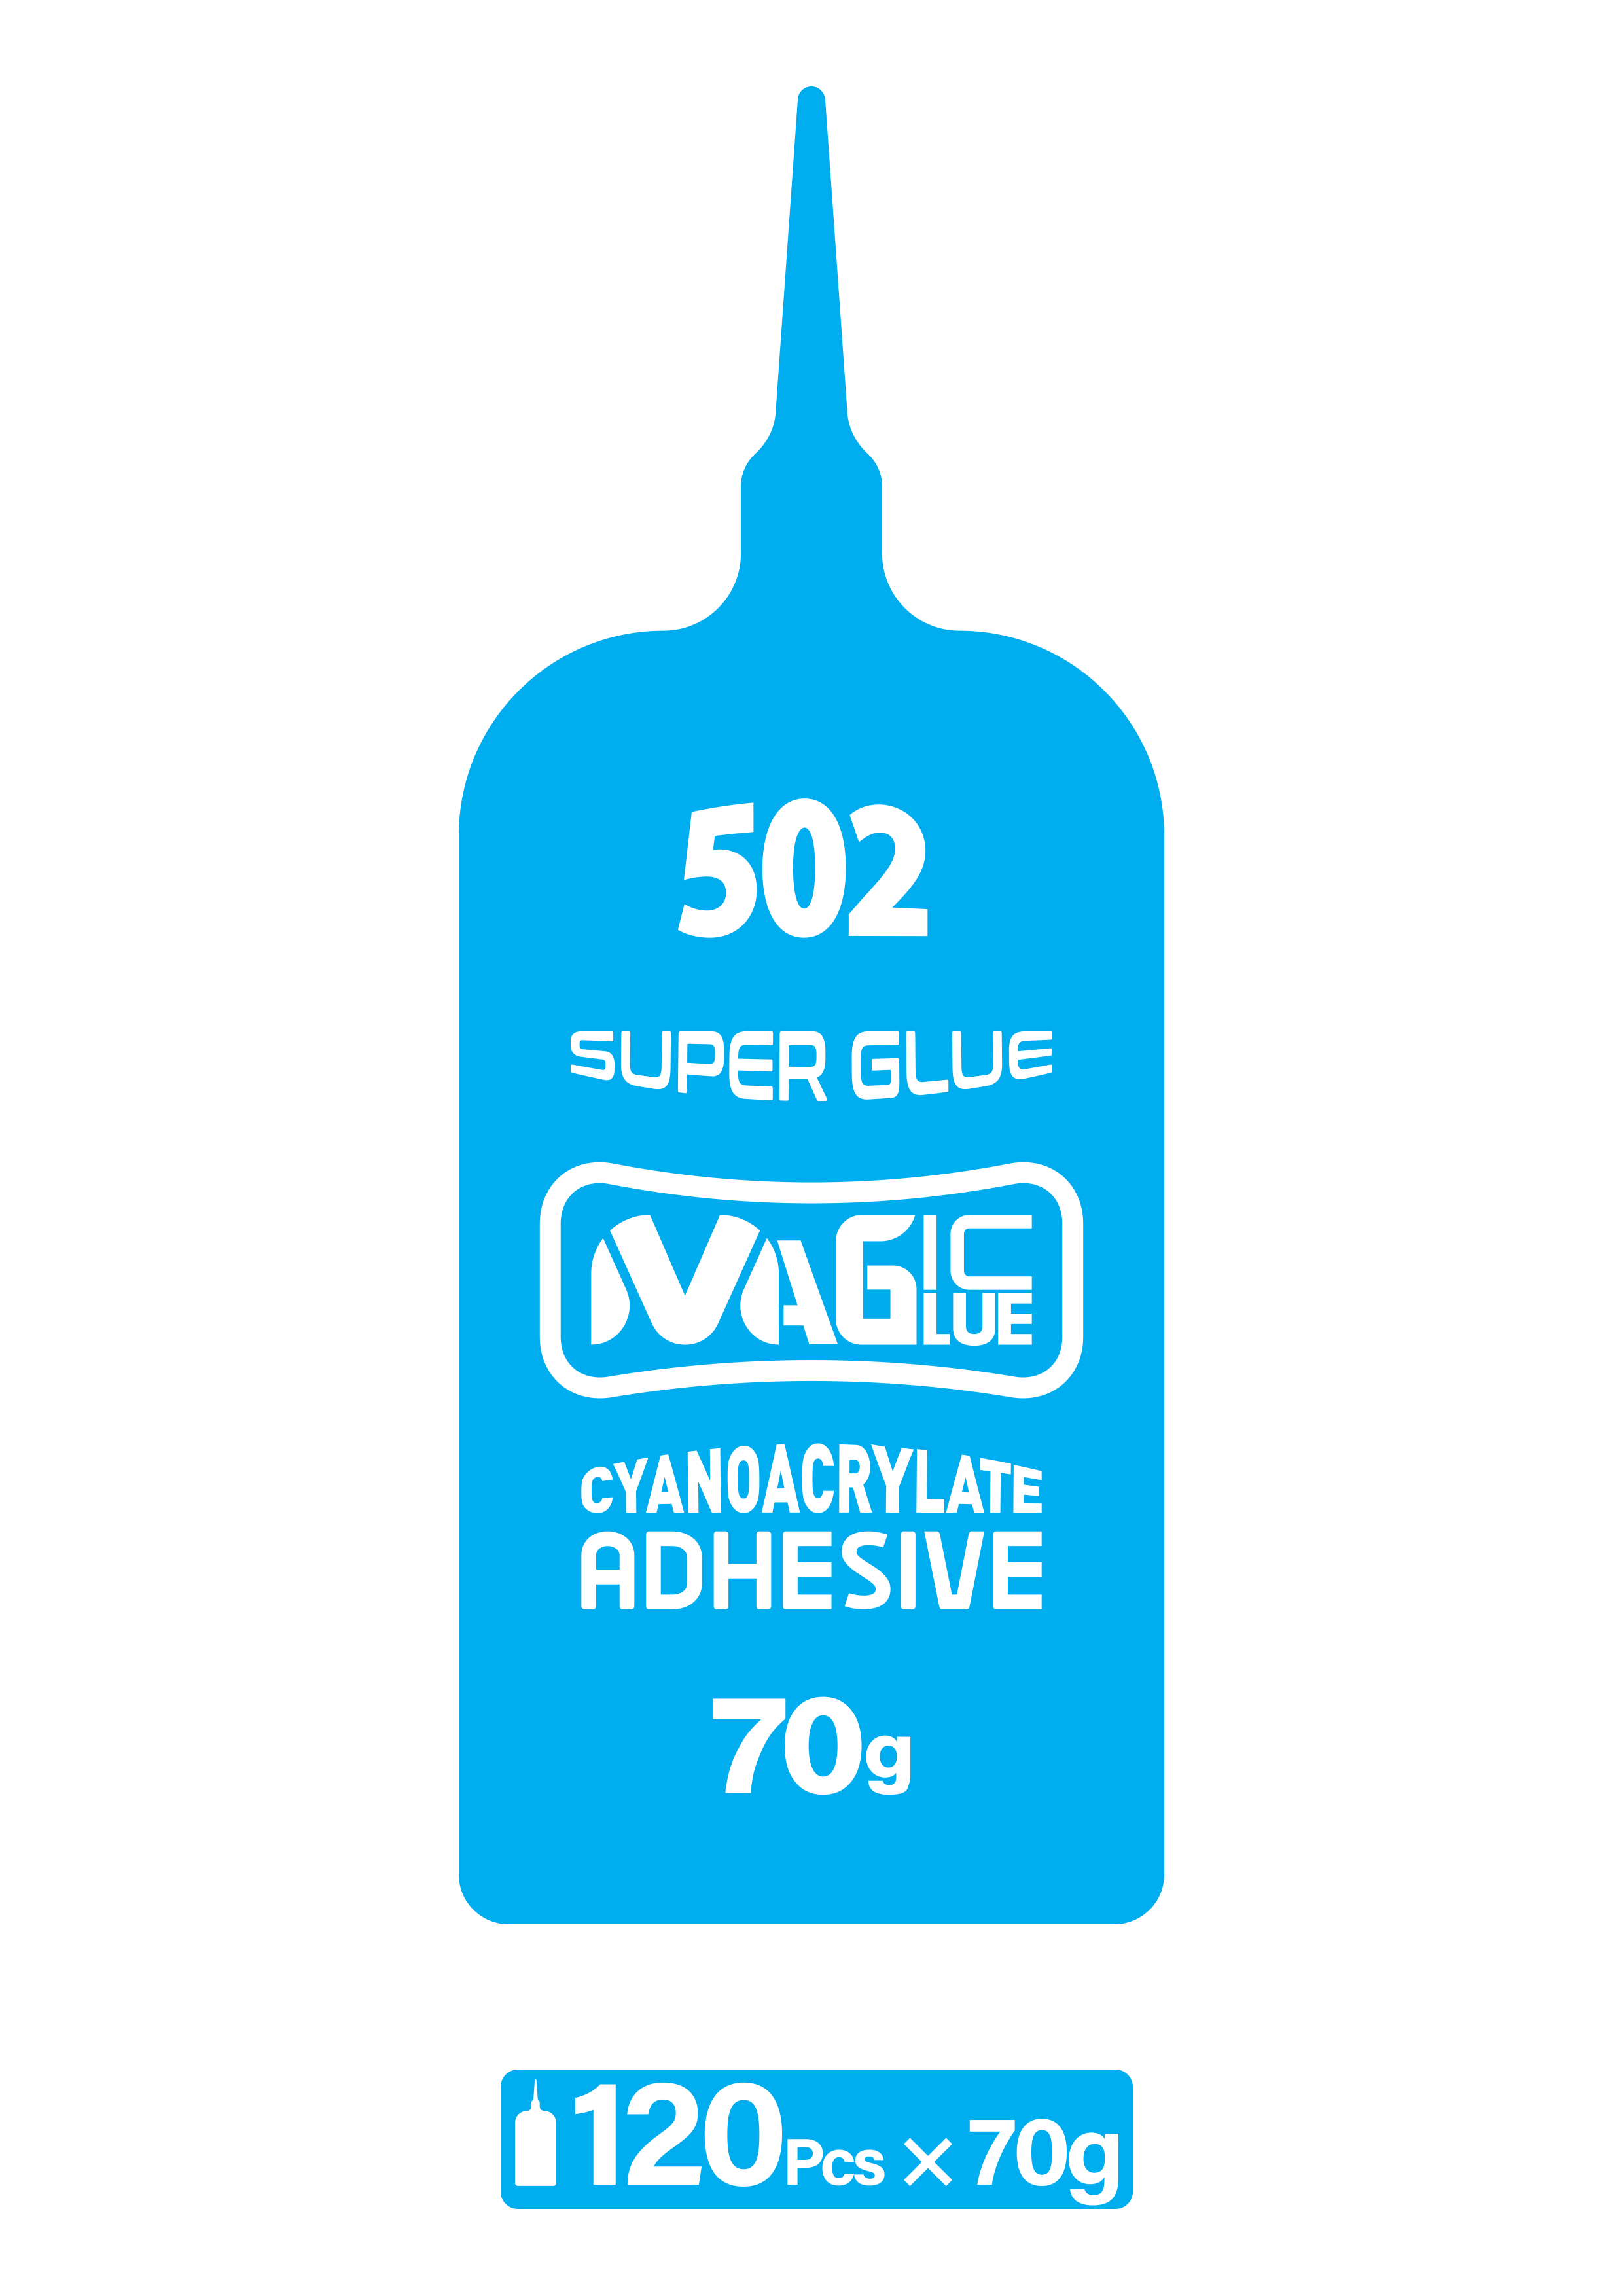 502
SUPER GLUE
MAGIC
GLUE
cYANOACRYLATE
ADHESIVE
70g
120Pcs×70g